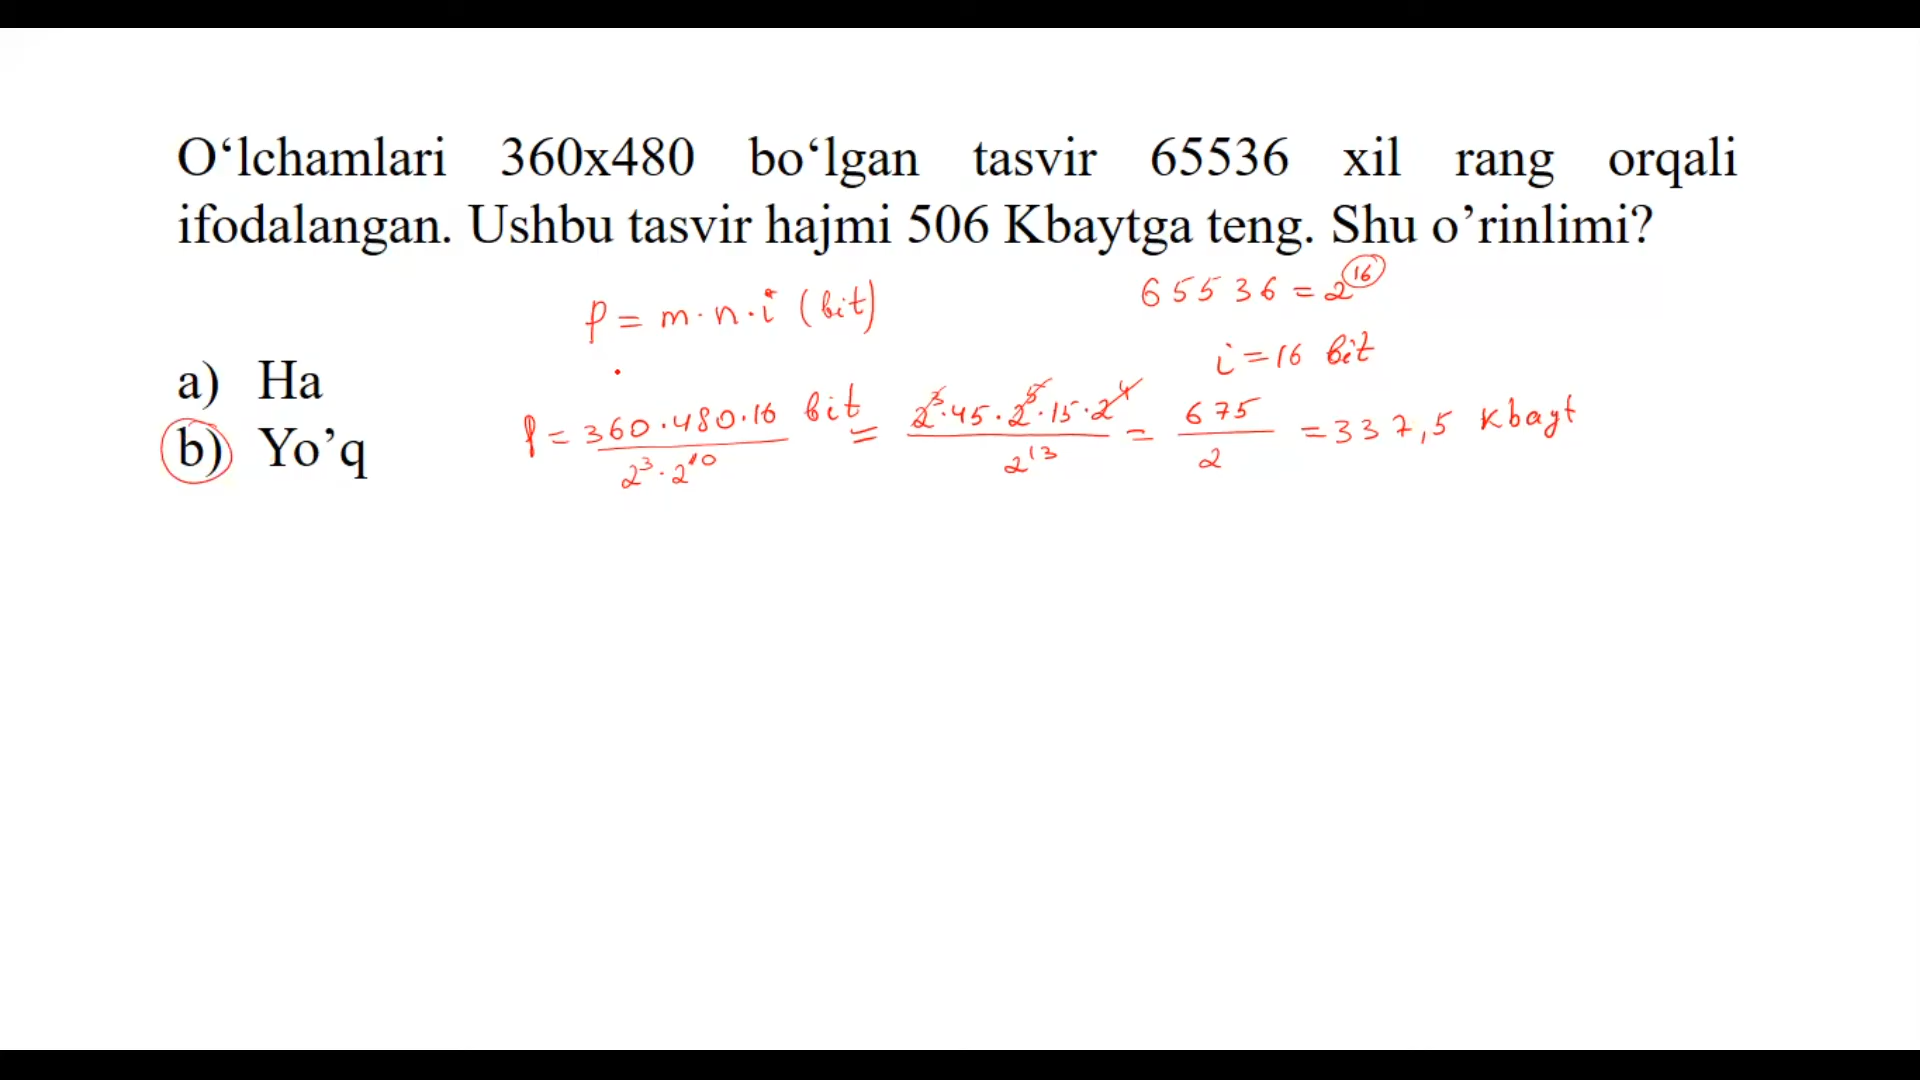 O‘lchamlari 360x480 bo‘lgan tasvir 65536 xil rang orqali
ifodalangan. Ushbu tasvir hajmi 506 Kbaytga teng. Shu o’rinlimi?
P = m · n · i (bit)
65536 = 2^16
i = 16 bit
a) Ha
P = 360·480·16 bit / 2^3 · 2^10 = 2^3·45 · 2^5·15 · 2^4 / 2^13 = 675 / 2 = 337,5 Kbayt
b) Yo’q